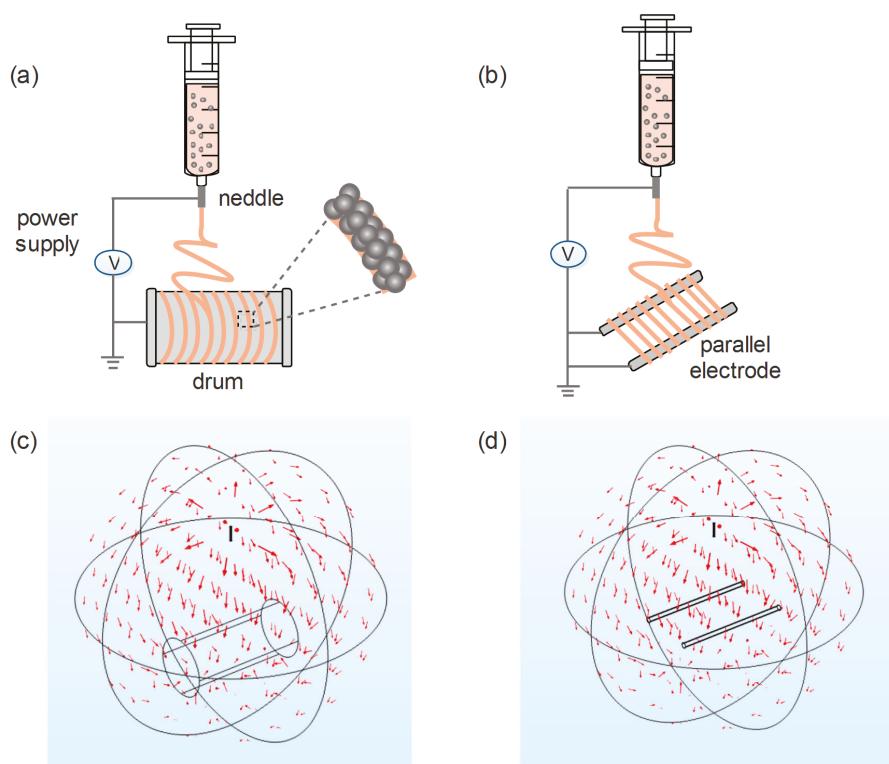 (a)
neddle
power
supply
V
drum
(b)
V
parallel
electrode
(c)
(d)